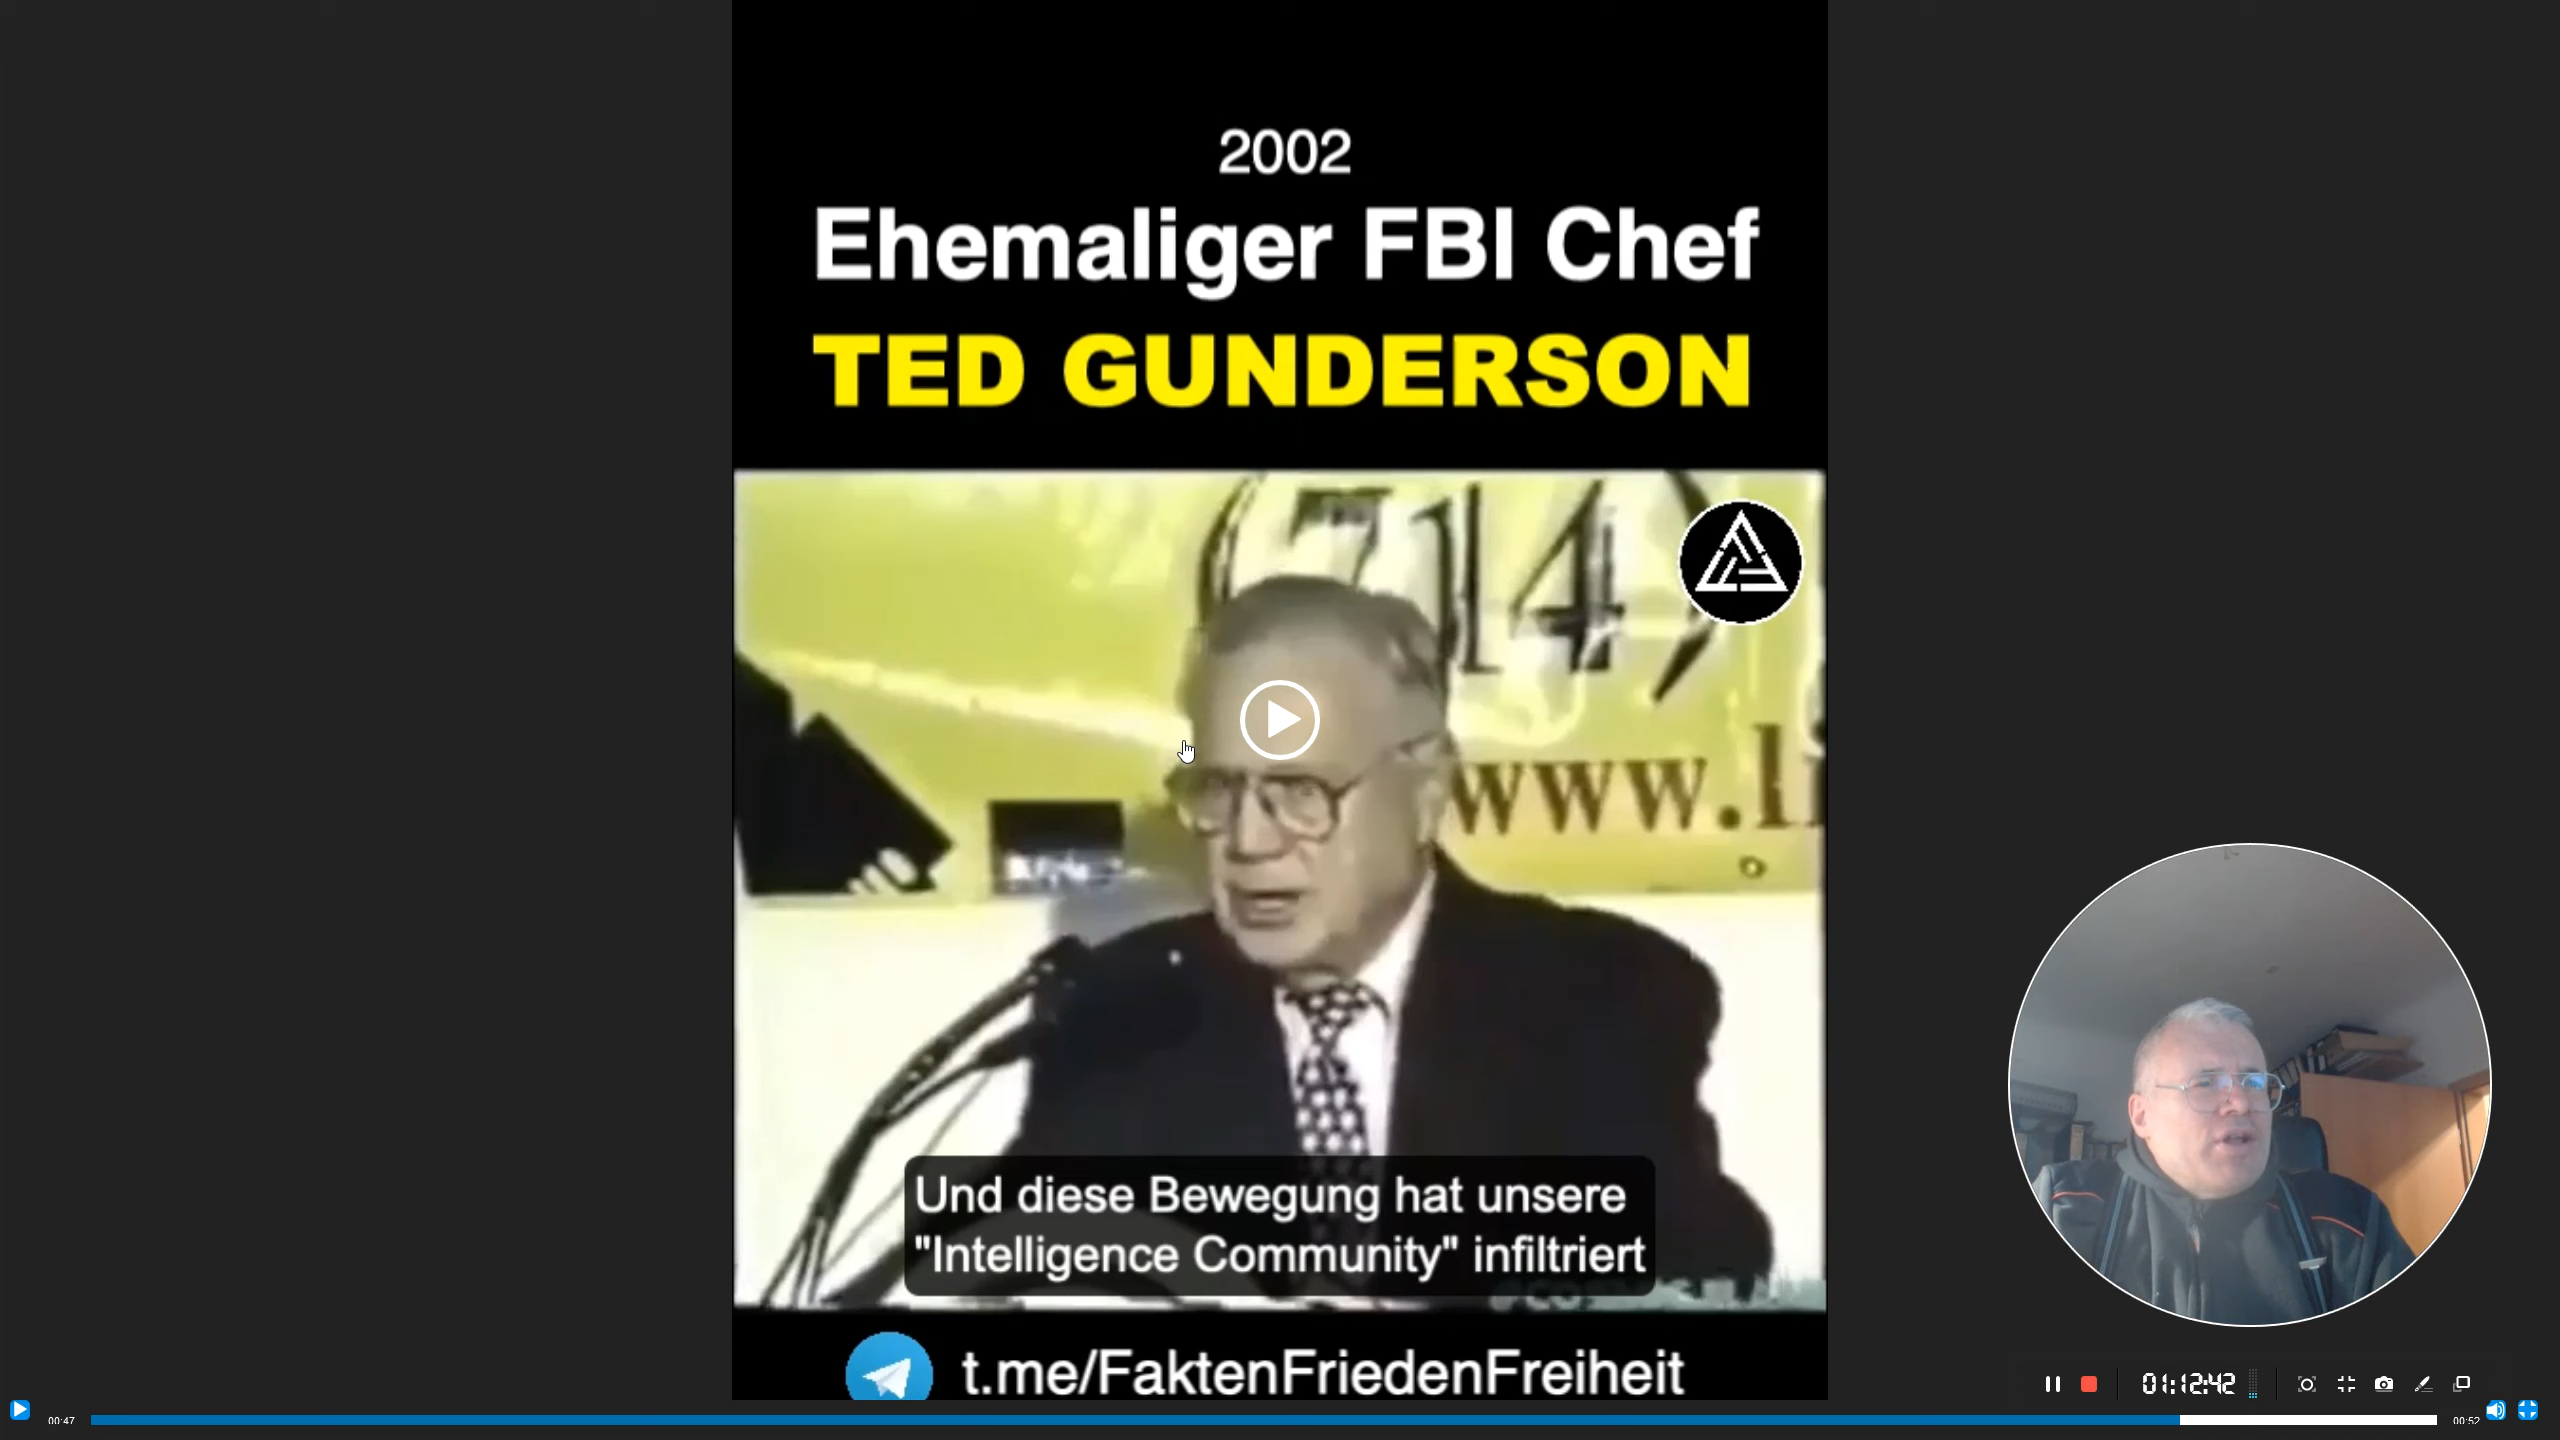 2002
Ehemaliger FBI Chef
TED GUNDERSON
(714)
www.li
Und diese Bewegung hat unsere
"Intelligence Community" infiltriert
t.me/FaktenFriedenFreiheit
01:12:42
00:47
00:52